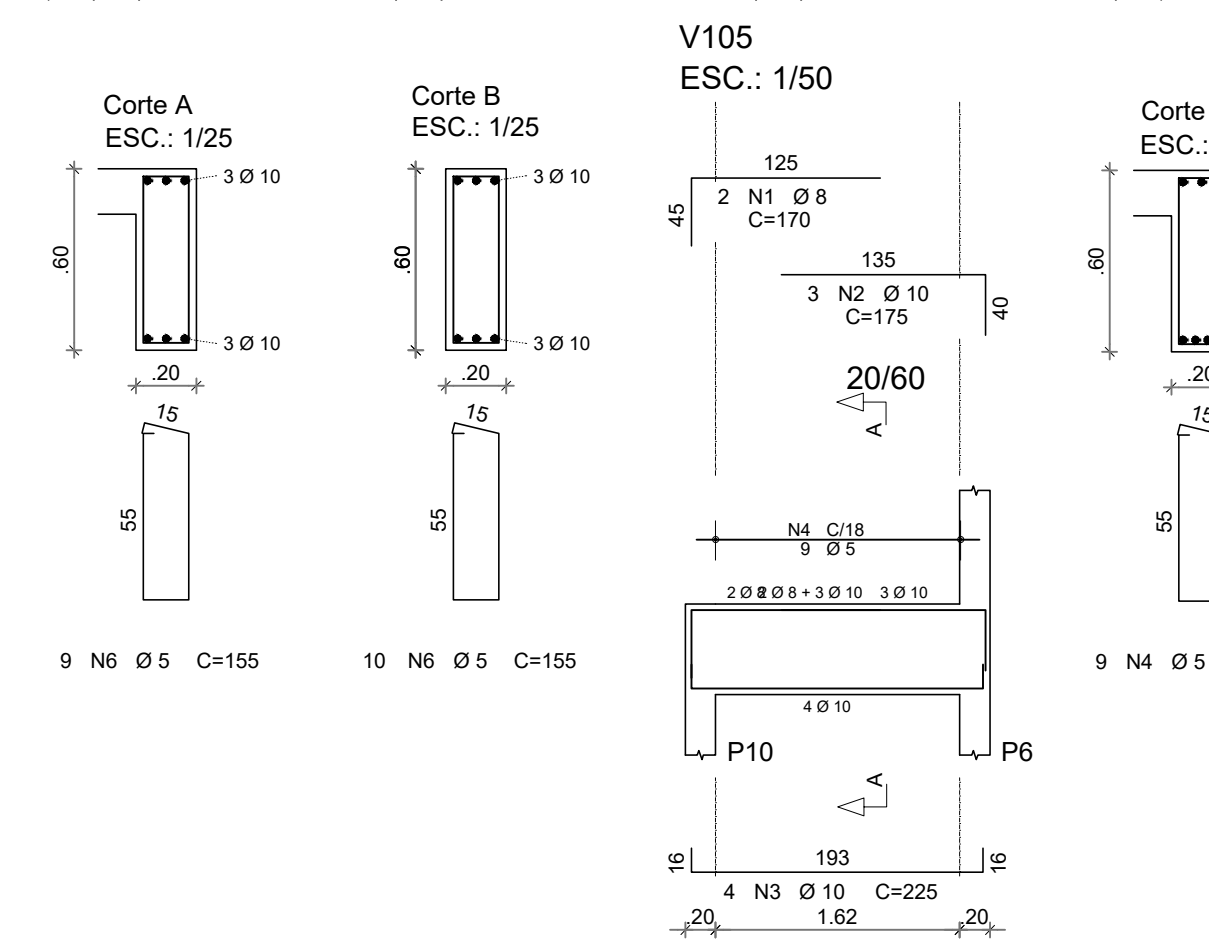 Corte A
ESC.: 1/25
3 Ø 10
.60
3 Ø 10
.20
15
55
9 N6 Ø 5 C=155
Corte B
ESC.: 1/25
3 Ø 10
.60
3 Ø 10
.20
15
55
10 N6 Ø 5 C=155
V105
ESC.: 1/50
125
45
2 N1 Ø 8
C=170
135
3 N2 Ø 10
C=175
40
20/60
A
N4 C/18
9 Ø 5
2 Ø 8 2 Ø 8 + 3 Ø 10 3 Ø 10
4 Ø 10
P10
P6
A
16
193
16
4 N3 Ø 10 C=225
.20
1.62
.20
Corte
ESC.:
.60
.20
15
55
9 N4 Ø 5